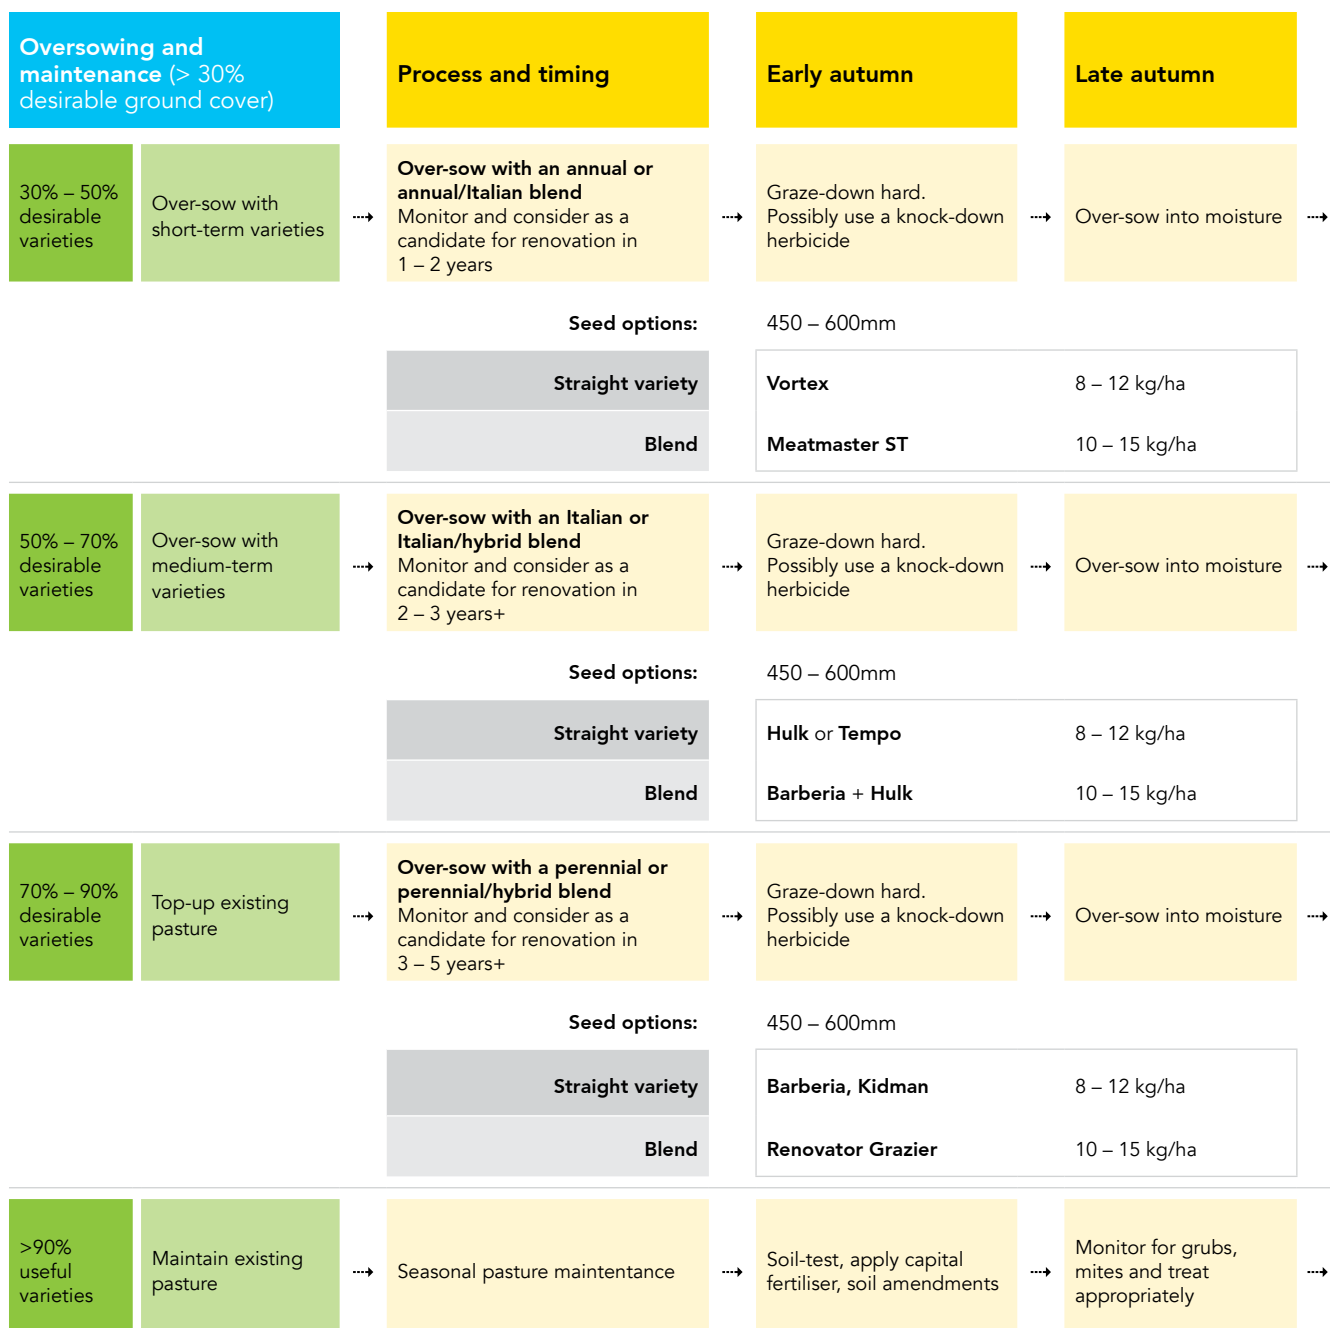 Oversowing and
maintenance (> 30%
desirable ground cover)
Process and timing
Early autumn
Late autumn
30% – 50%
desirable
varieties
Over-sow with
short-term varieties
Over-sow with an annual or
annual/Italian blend
Monitor and consider as a
candidate for renovation in
1 – 2 years
Graze-down hard.
Possibly use a knock-down
herbicide
Over-sow into moisture
Seed options:
450 – 600mm
Straight variety
Vortex
8 – 12 kg/ha
Blend
Meatmaster ST
10 – 15 kg/ha
50% – 70%
desirable
varieties
Over-sow with
medium-term
varieties
Over-sow with an Italian or
Italian/hybrid blend
Monitor and consider as a
candidate for renovation in
2 – 3 years+
Graze-down hard.
Possibly use a knock-down
herbicide
Over-sow into moisture
Seed options:
450 – 600mm
Straight variety
Hulk or Tempo
8 – 12 kg/ha
Blend
Barberia + Hulk
10 – 15 kg/ha
70% – 90%
desirable
varieties
Top-up existing
pasture
Over-sow with a perennial or
perennial/hybrid blend
Monitor and consider as a
candidate for renovation in
3 – 5 years+
Graze-down hard.
Possibly use a knock-down
herbicide
Over-sow into moisture
Seed options:
450 – 600mm
Straight variety
Barberia, Kidman
8 – 12 kg/ha
Blend
Renovator Grazier
10 – 15 kg/ha
>90%
useful
varieties
Maintain existing
pasture
Seasonal pasture maintentance
Soil-test, apply capital
fertiliser, soil amendments
Monitor for grubs,
mites and treat
appropriately